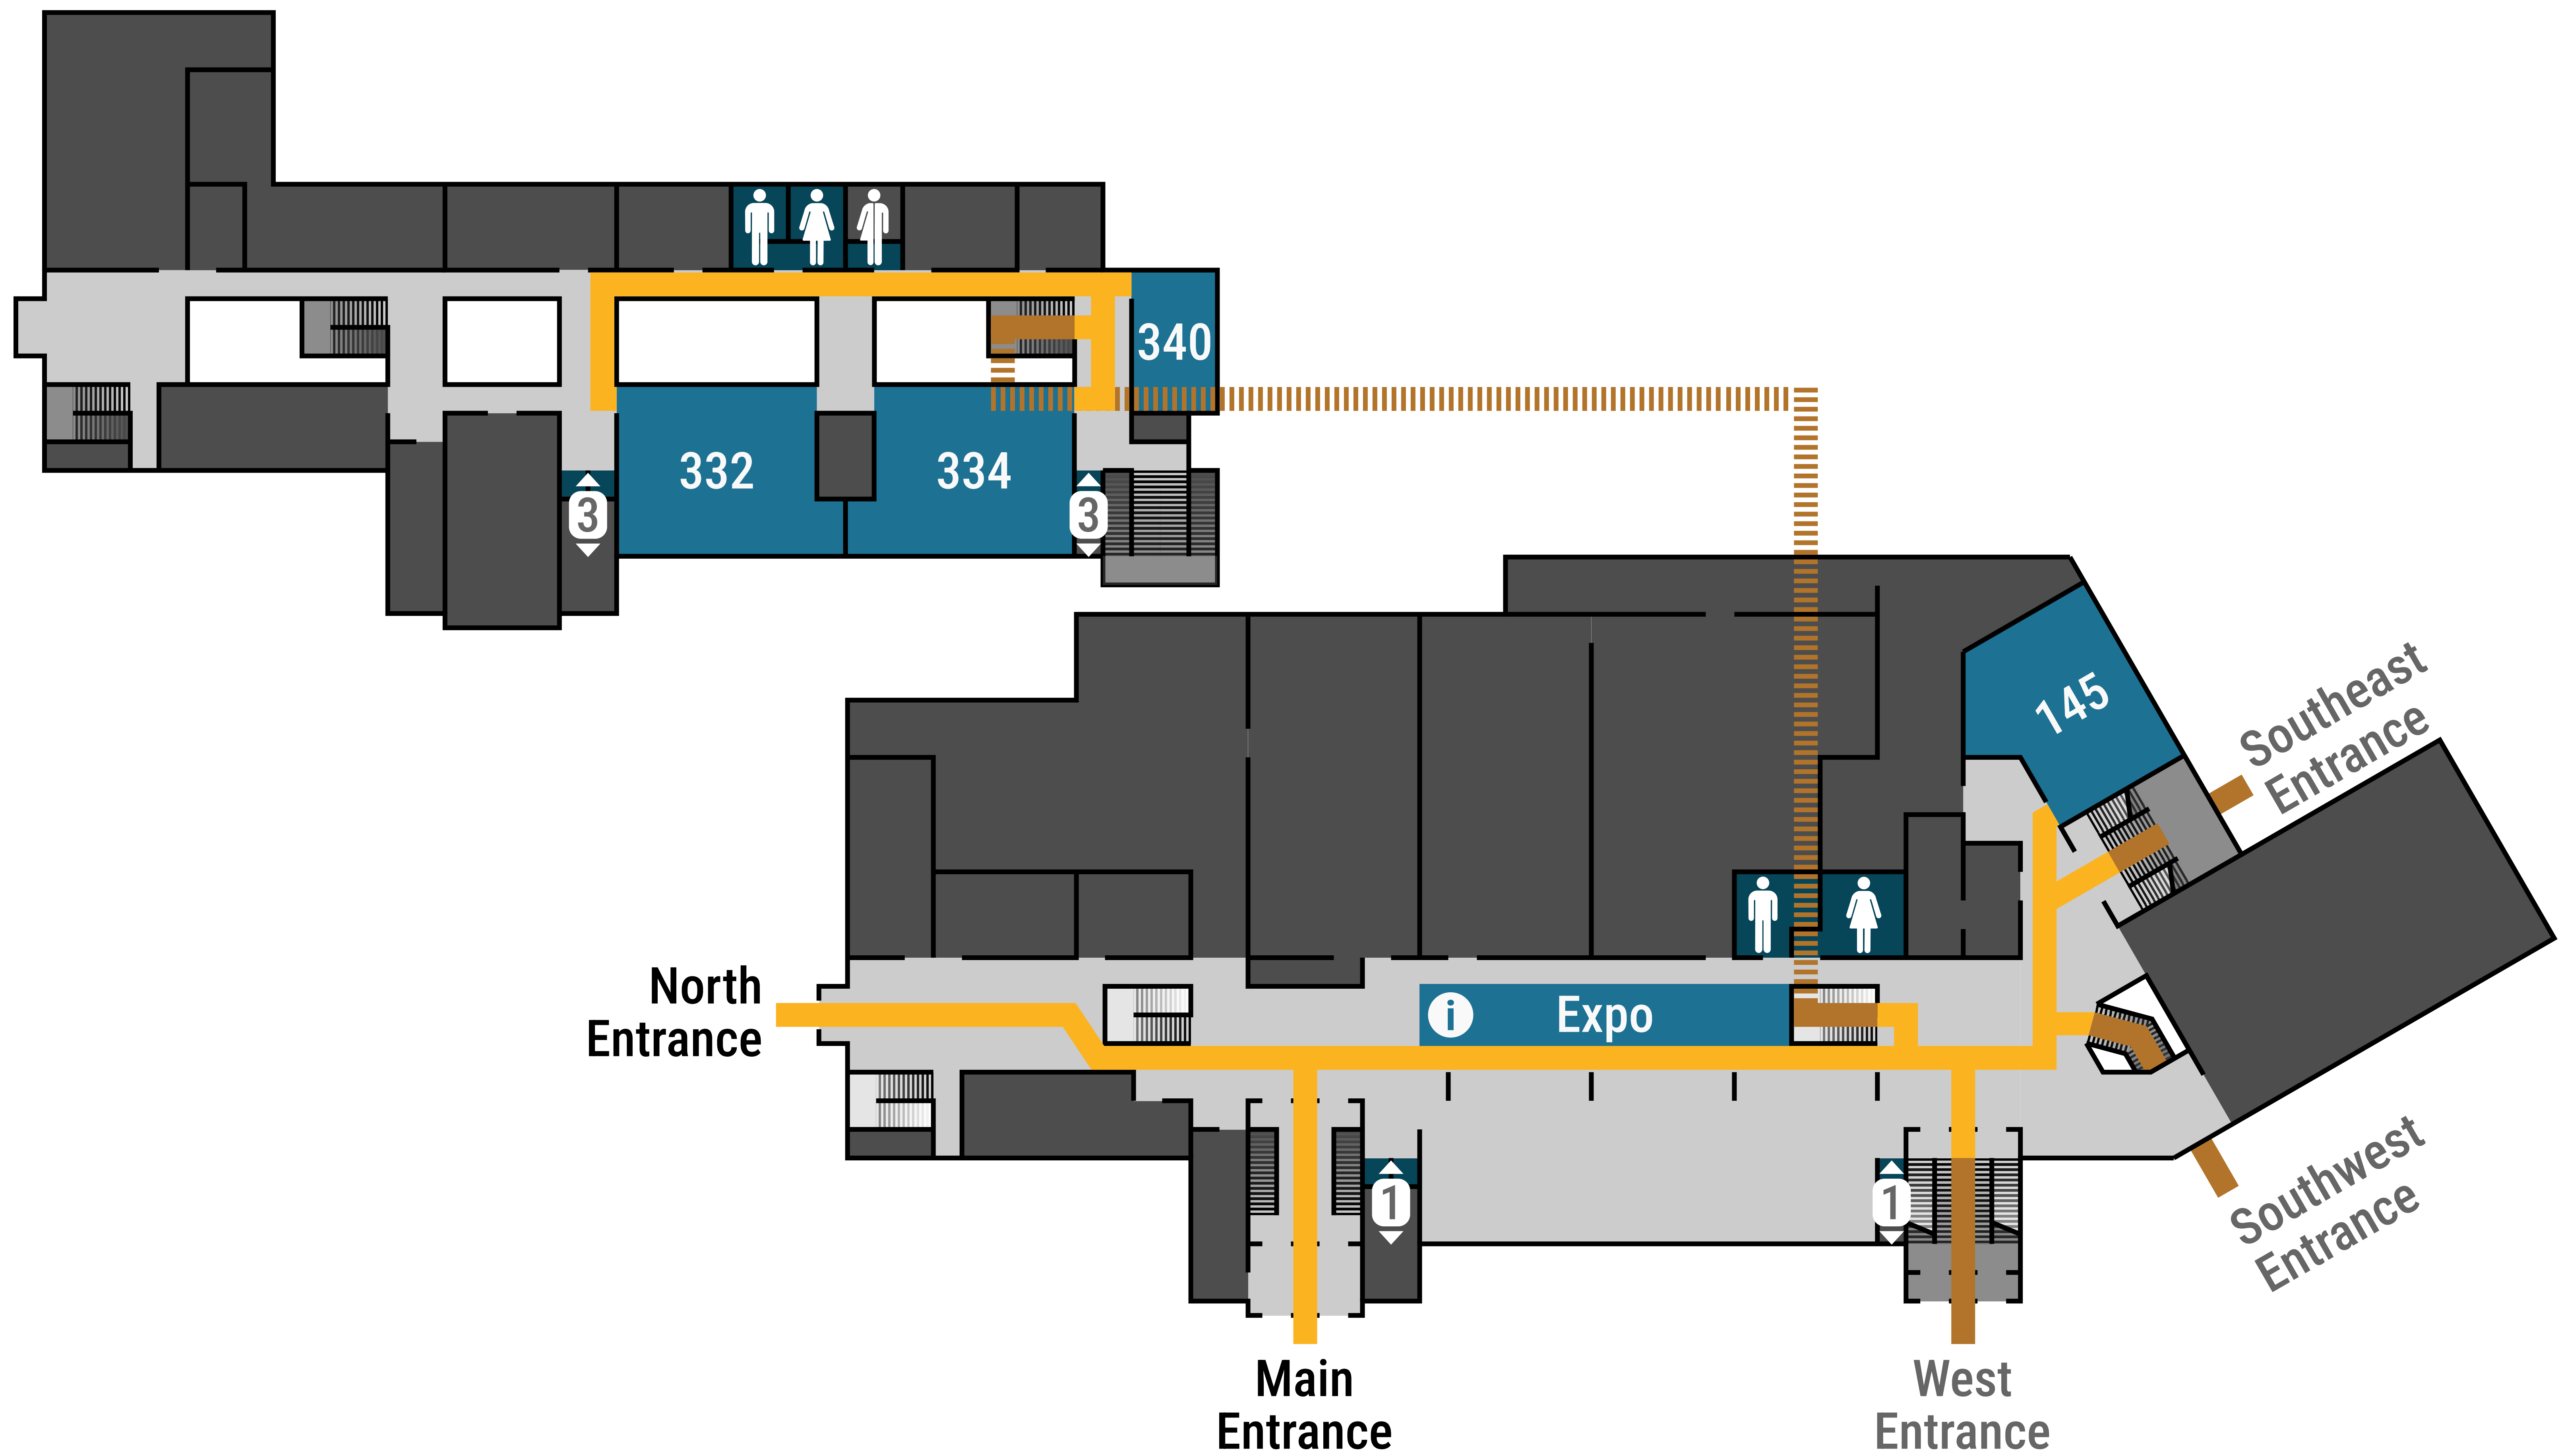 340
332
334
3
3
145
Southeast
Entrance
North
Entrance
i
Expo
1
1
Southwest
Entrance
Main
Entrance
West
Entrance